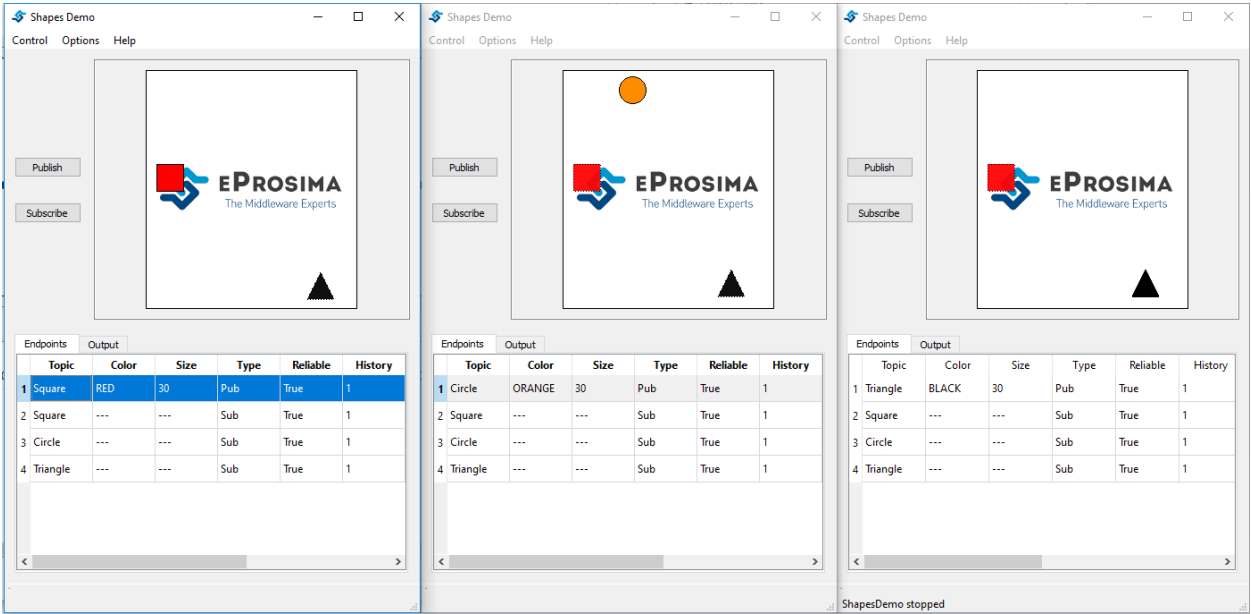 Shapes Demo
Control Options Help
Publish
Subscribe
EPROSIMA
The Middleware Experts
Endpoints Output
Topic Color Size Type Reliable History
1 Square RED 30 Pub True 1
2 Square --- --- Sub True 1
3 Circle --- --- Sub True 1
4 Triangle --- --- Sub True 1
Shapes Demo
Control Options Help
Publish
Subscribe
EPROSIMA
The Middleware Experts
Endpoints Output
Topic Color Size Type Reliable History
1 Circle ORANGE 30 Pub True 1
2 Square --- --- Sub True 1
3 Circle --- --- Sub True 1
4 Triangle --- --- Sub True 1
Shapes Demo
Control Options Help
Publish
Subscribe
EPROSIMA
The Middleware Experts
Endpoints Output
Topic Color Size Type Reliable History
1 Triangle BLACK 30 Pub True 1
2 Square --- --- Sub True 1
3 Circle --- --- Sub True 1
4 Triangle --- --- Sub True 1
ShapesDemo stopped